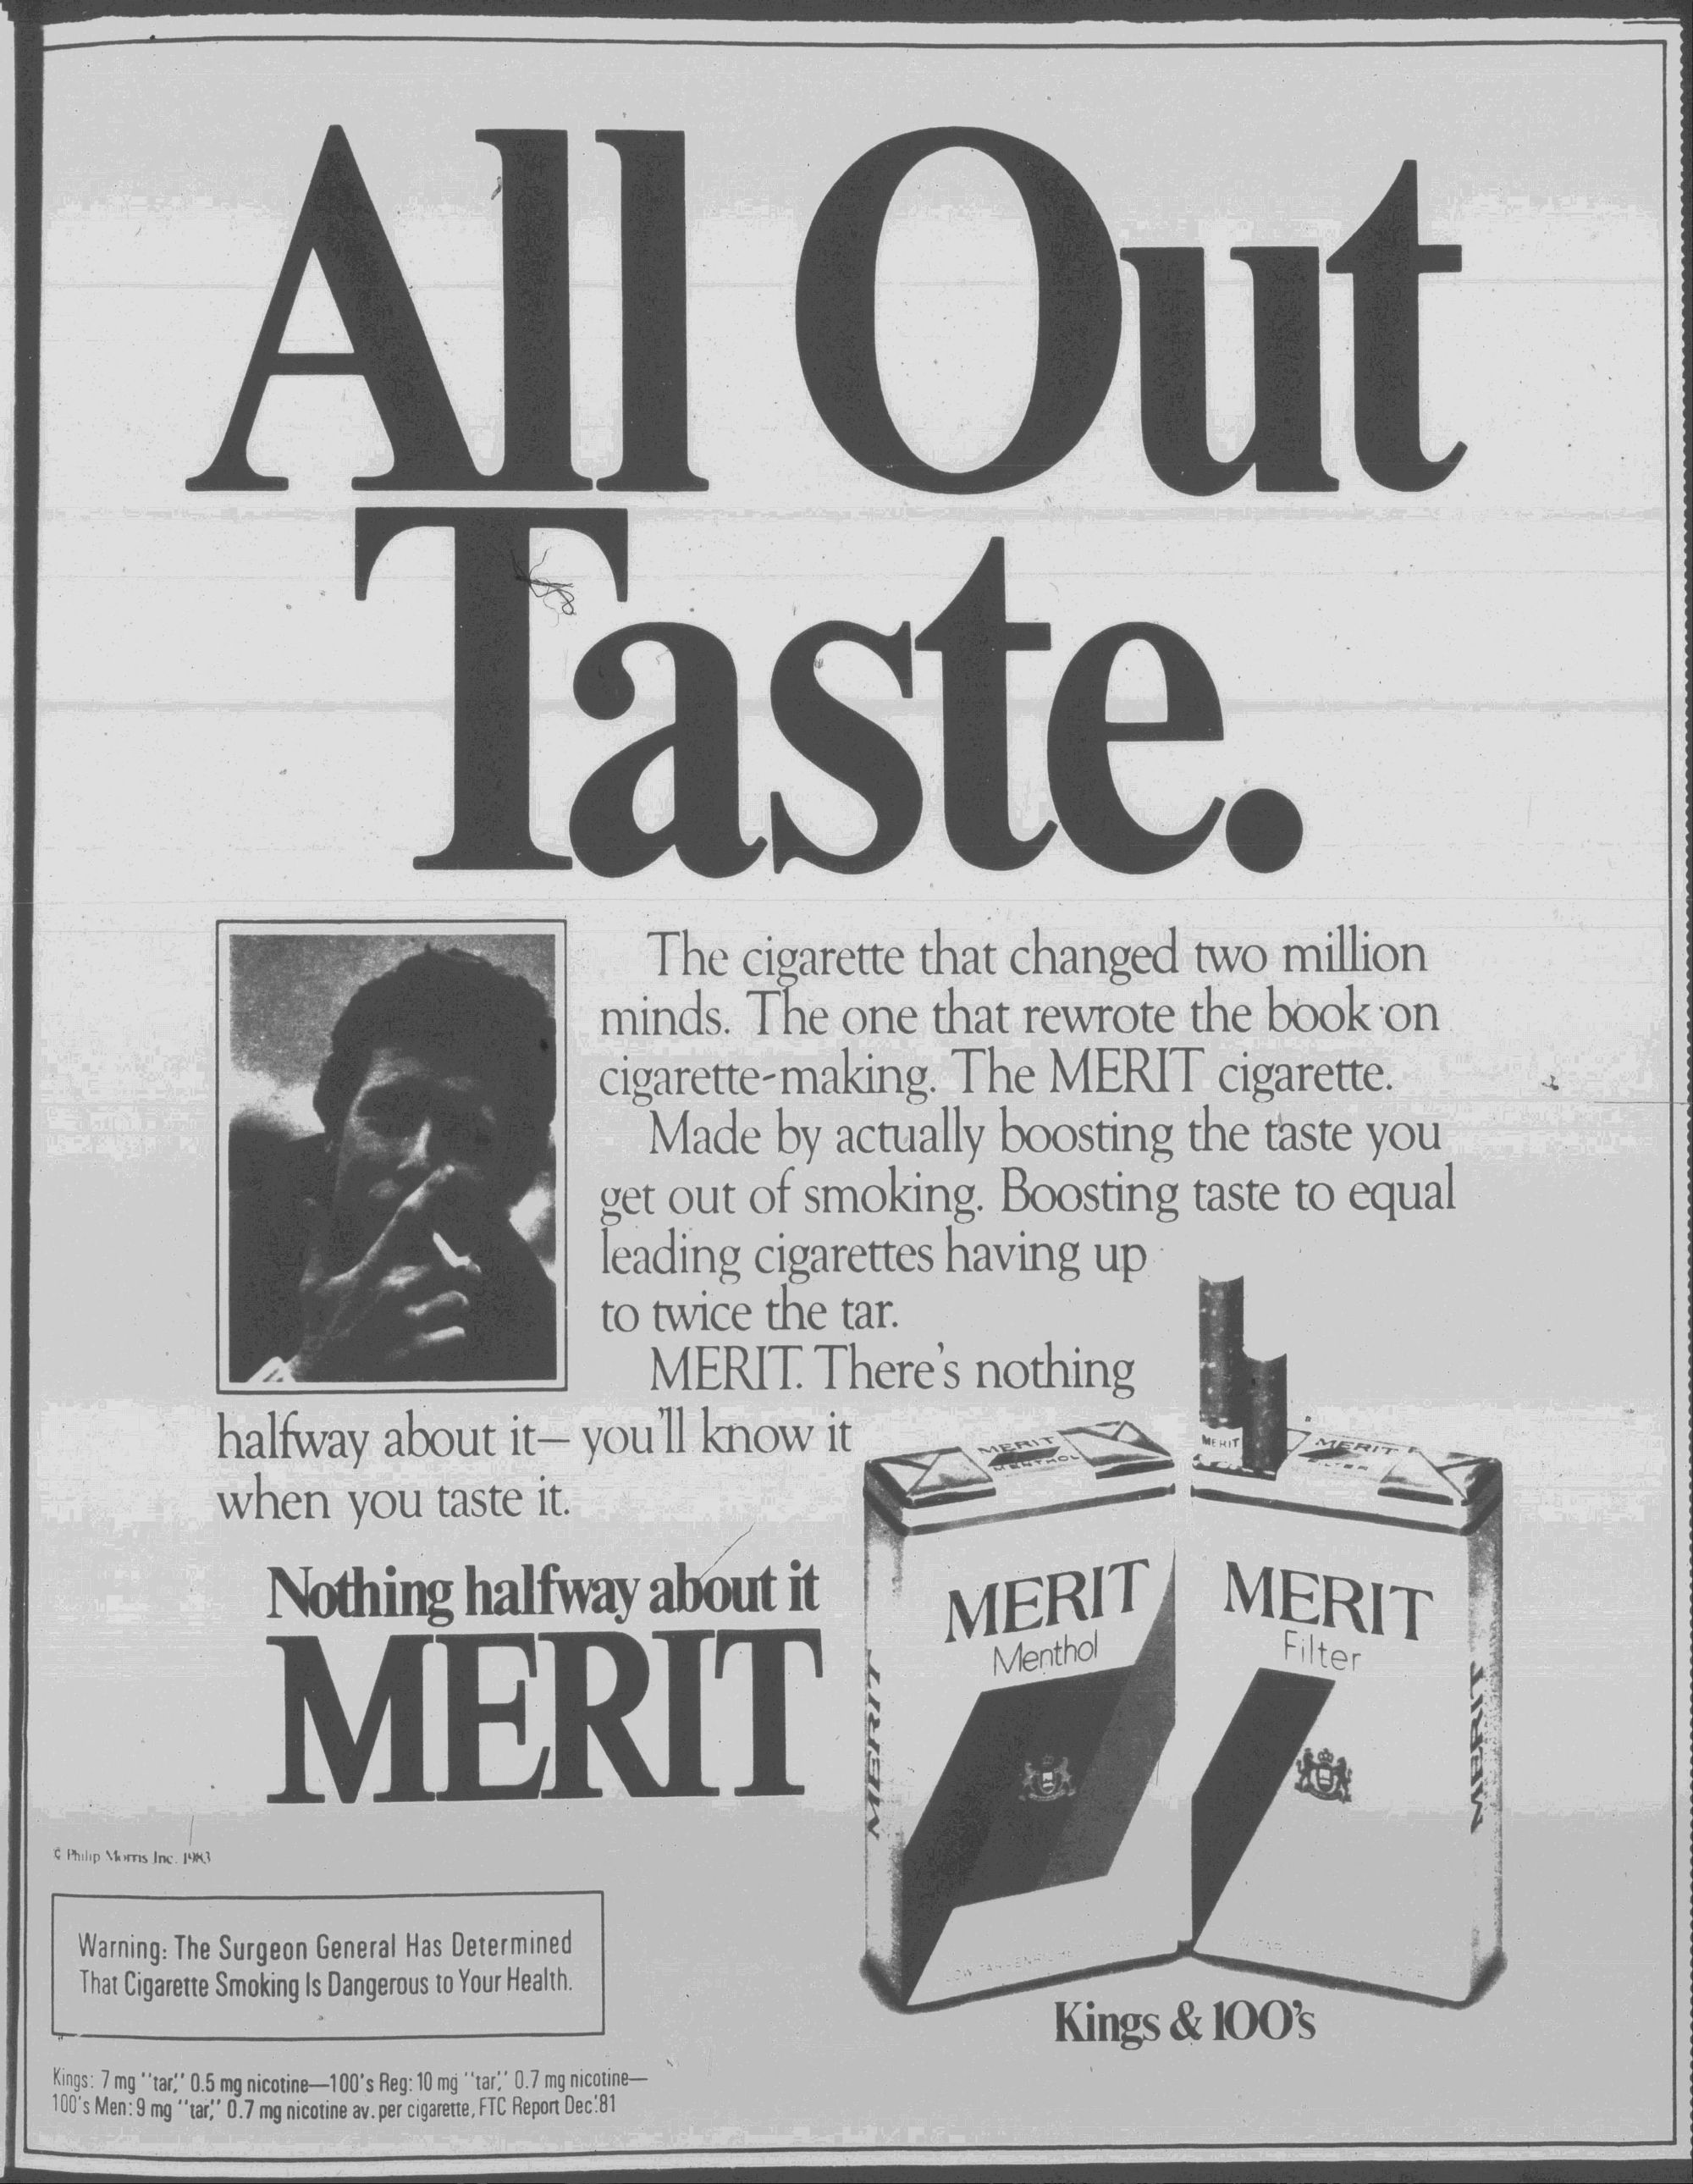 All Out
Taste.
The cigarette that changed two million
minds. The one that rewrote the book on
cigarette-making. The MERIT cigarette.
Made by actually boosting the taste you
get out of smoking. Boosting taste to equal
leading cigarettes having up
to twice the tar.
MERIT. There's nothing
halfway about it— you'll know it
when you taste it.
Nothing halfway about it
MERIT
MERIT
MENTHOL
MERIT
MERIT
FILTER
MERIT
Menthol
MERIT
Filter
MERIT
MERIT
Kings & 100's
© Philip Morris Inc. 1983
Warning: The Surgeon General Has Determined
That Cigarette Smoking Is Dangerous to Your Health.
Kings: 7 mg "tar," 0.5 mg nicotine—100's Reg: 10 mg "tar," 0.7 mg nicotine—
100's Men: 9 mg "tar," 0.7 mg nicotine av. per cigarette, FTC Report Dec.'81